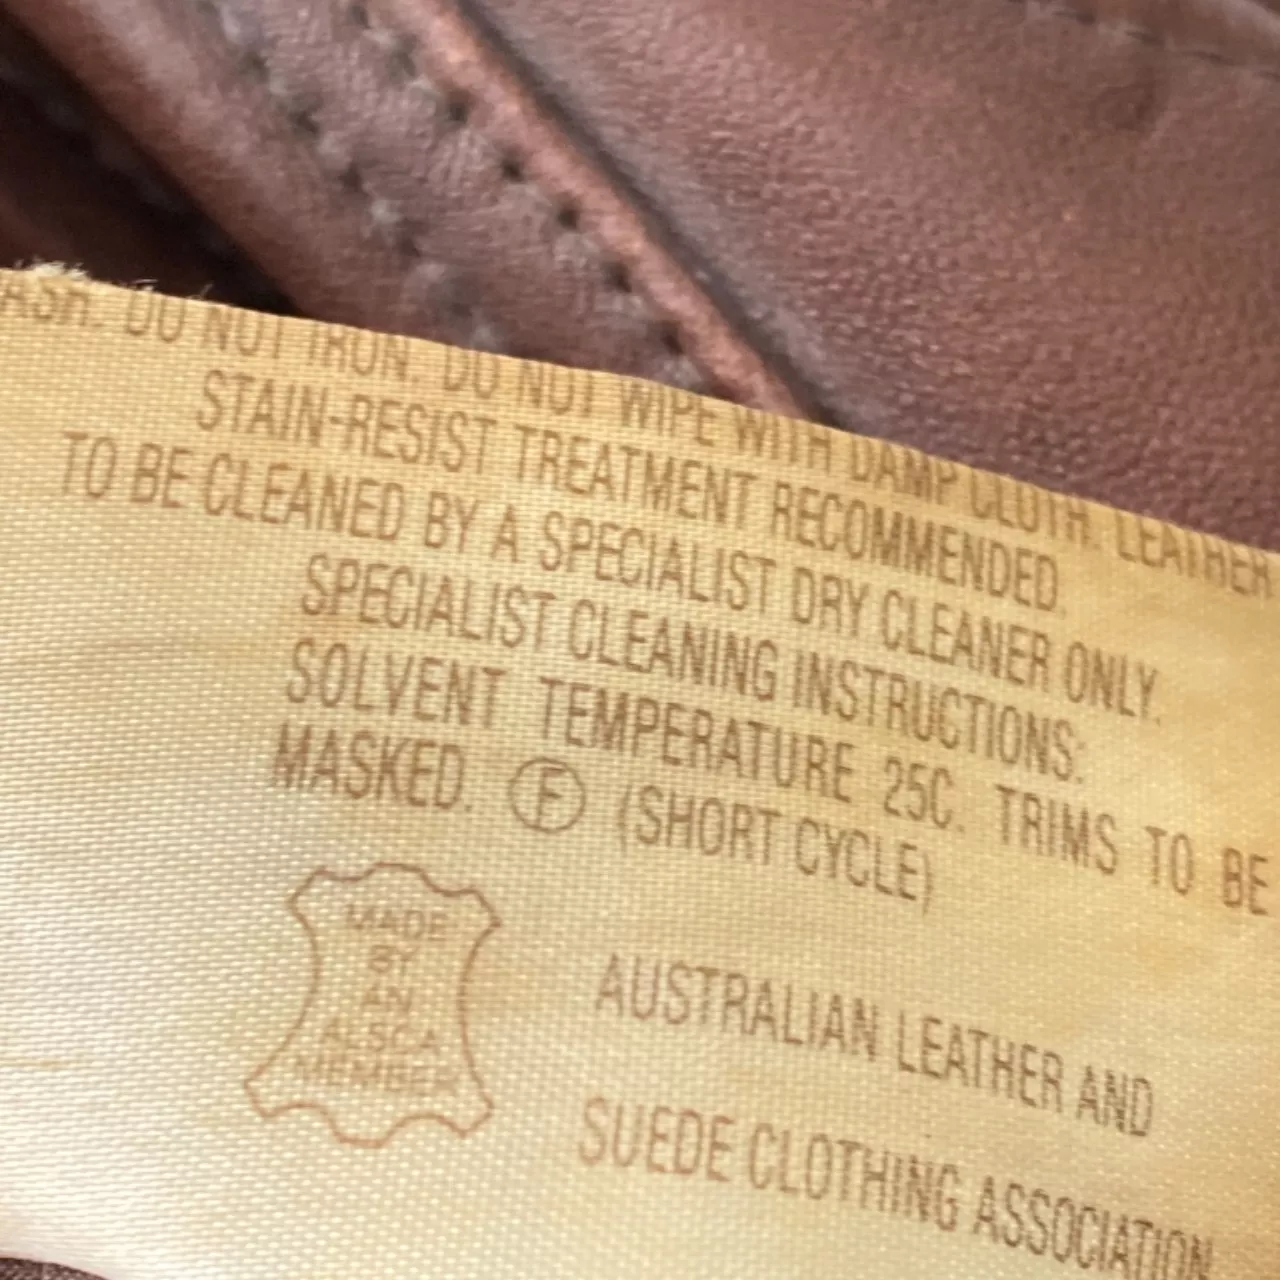 ASH. DO NOT IRON. DO NOT WIPE WITH DAMP CLOTH. LEATHER
STAIN-RESIST TREATMENT RECOMMENDED.
TO BE CLEANED BY A SPECIALIST DRY CLEANER ONLY.
SPECIALIST CLEANING INSTRUCTIONS:
SOLVENT TEMPERATURE 25C. TRIMS TO BE
MASKED. F (SHORT CYCLE)
MADE
BY
AN
ALSCA
MEMBER
AUSTRALIAN LEATHER AND
SUEDE CLOTHING ASSOCIATION